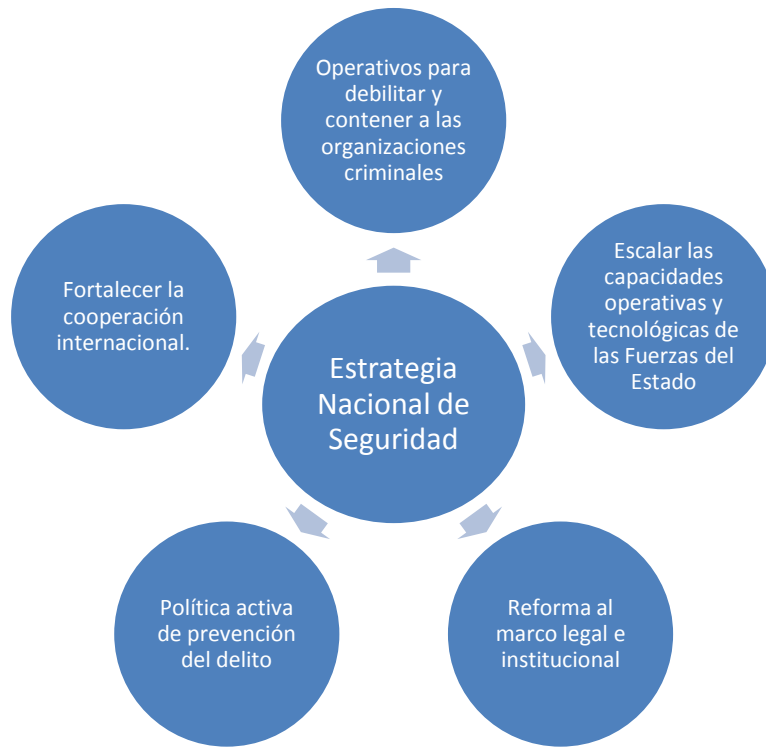 Operativos para
debilitar y
contener a las
organizaciones
criminales
Escalar las
capacidades
operativas y
tecnológicas de
las Fuerzas del
Estado
Fortalecer la
cooperación
internacional.
Estrategia
Nacional de
Seguridad
Política activa
de prevención
del delito
Reforma al
marco legal e
institucional